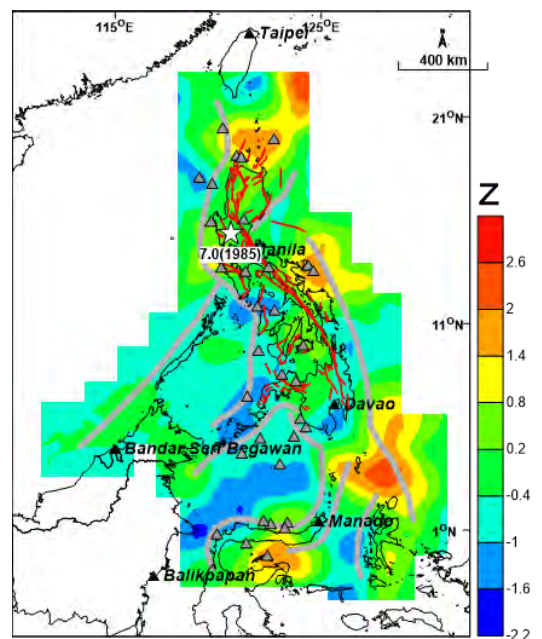 115°E
125°E
Taipei
N
400 km
21°N
Z
Manila
7.0(1985)
2.6
2
1.4
11°N
0.8
Davao
0.2
Bandar Seri Begawan
-0.4
-1
Manado
1°N
Balikpapan
-1.6
-2.2